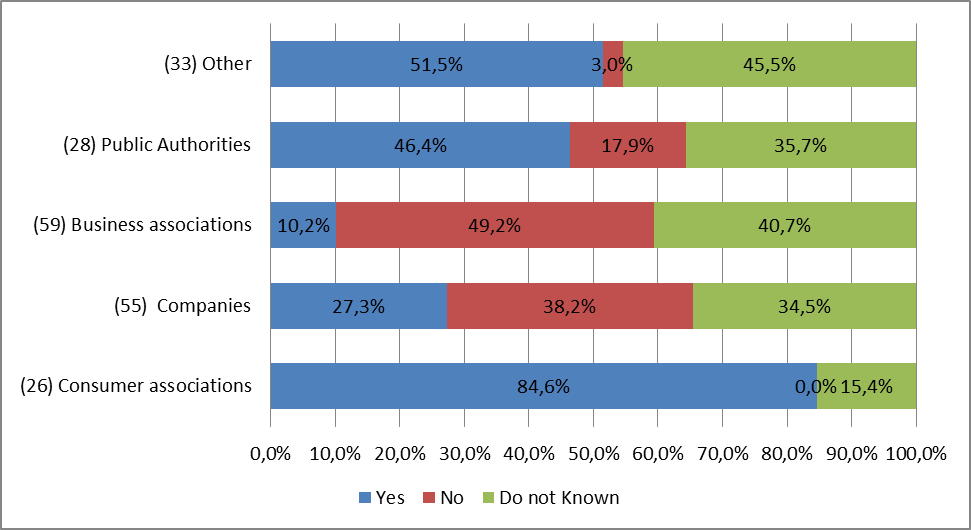 (33) Other
51,5%
3,0%
45,5%
(28) Public Authorities
46,4%
17,9%
35,7%
(59) Business associations
10,2%
49,2%
40,7%
(55)  Companies
27,3%
38,2%
34,5%
(26) Consumer associations
84,6%
0,0%
15,4%
0,0% 10,0% 20,0% 30,0% 40,0% 50,0% 60,0% 70,0% 80,0% 90,0% 100,0%
Yes No Do not Known